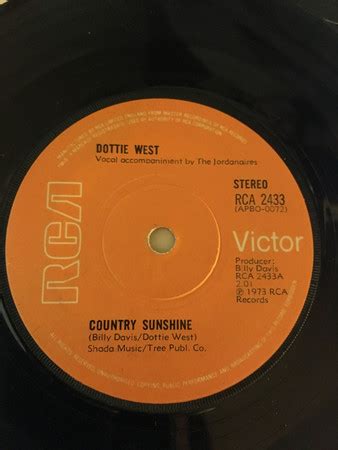 DOTTIE WEST
Vocal accompaniment by The Jordanaires
STEREO
RCA 2433
(APBO-0072)
RCA
Victor
Producer:
Billy Davis
RCA 2433A
2.01
Ⓟ 1973 RCA
Records
COUNTRY SUNSHINE
(Billy Davis/Dottie West)
Shada Music/Tree Publ. Co.